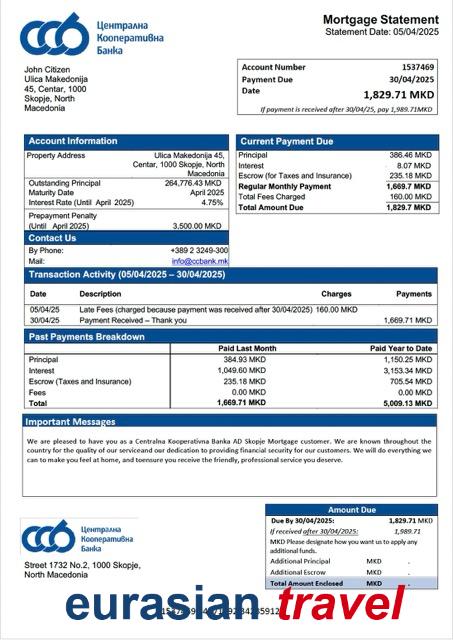 Централна
Кооперативна
Банка
Mortgage Statement
Statement Date: 05/04/2025
John Citizen
Ulica Makedonija
45, Centar, 1000
Skopje, North
Macedonia
Account Number 1537469
Payment Due Date 30/04/2025
1,829.71 MKD
If payment is received after 30/04/25, pay 1,989.71MKD
Account Information
Property Address Ulica Makedonija 45,
Centar, 1000 Skopje, North
Macedonia
Outstanding Principal 264,776.43 MKD
Maturity Date April 2025
Interest Rate (Until April 2025) 4.75%
Prepayment Penalty
(Until April 2025) 3,500.00 MKD
Contact Us
By Phone: +389 2 3249-300
Mail: info@ccbank.mk
Current Payment Due
Principal 386.46 MKD
Interest 8.07 MKD
Escrow (for Taxes and Insurance) 235.18 MKD
Regular Monthly Payment 1,669.7 MKD
Total Fees Charged 160.00 MKD
Total Amount Due 1,829.7 MKD
Transaction Activity (05/04/2025 – 30/04/2025)
Date Description Charges Payments
05/04/25 Late Fees (charged because payment was received after 30/04/2025) 160.00 MKD
30/04/25 Payment Received – Thank you 1,669.71 MKD
Past Payments Breakdown
Paid Last Month Paid Year to Date
Principal 384.93 MKD 1,150.25 MKD
Interest 1,049.60 MKD 3,153.34 MKD
Escrow (Taxes and Insurance) 235.18 MKD 705.54 MKD
Fees 0.00 MKD 0.00 MKD
Total 1,669.71 MKD 5,009.13 MKD
Important Messages
We are pleased to have you as a Centralna Kooperativna Banka AD Skopje Mortgage customer. We are known throughout the
country for the quality of our serviceand our dedication to providing financial security for our customers. We will do everything we
can to make you feel at home, and toensure you receive the friendly, professional service you deserve.
Централна
Кооперативна
Банка
Street 1732 No.2, 1000 Skopje,
North Macedonia
Amount Due
Due By 30/04/2025: 1,829.71 MKD
If received after 30/04/2025: 1,989.71
MKD Please designate how you want us to apply any
additional funds.
Additional Principal MKD -
Additional Escrow MKD -
Total Amount Enclosed MKD -
eurasian travel